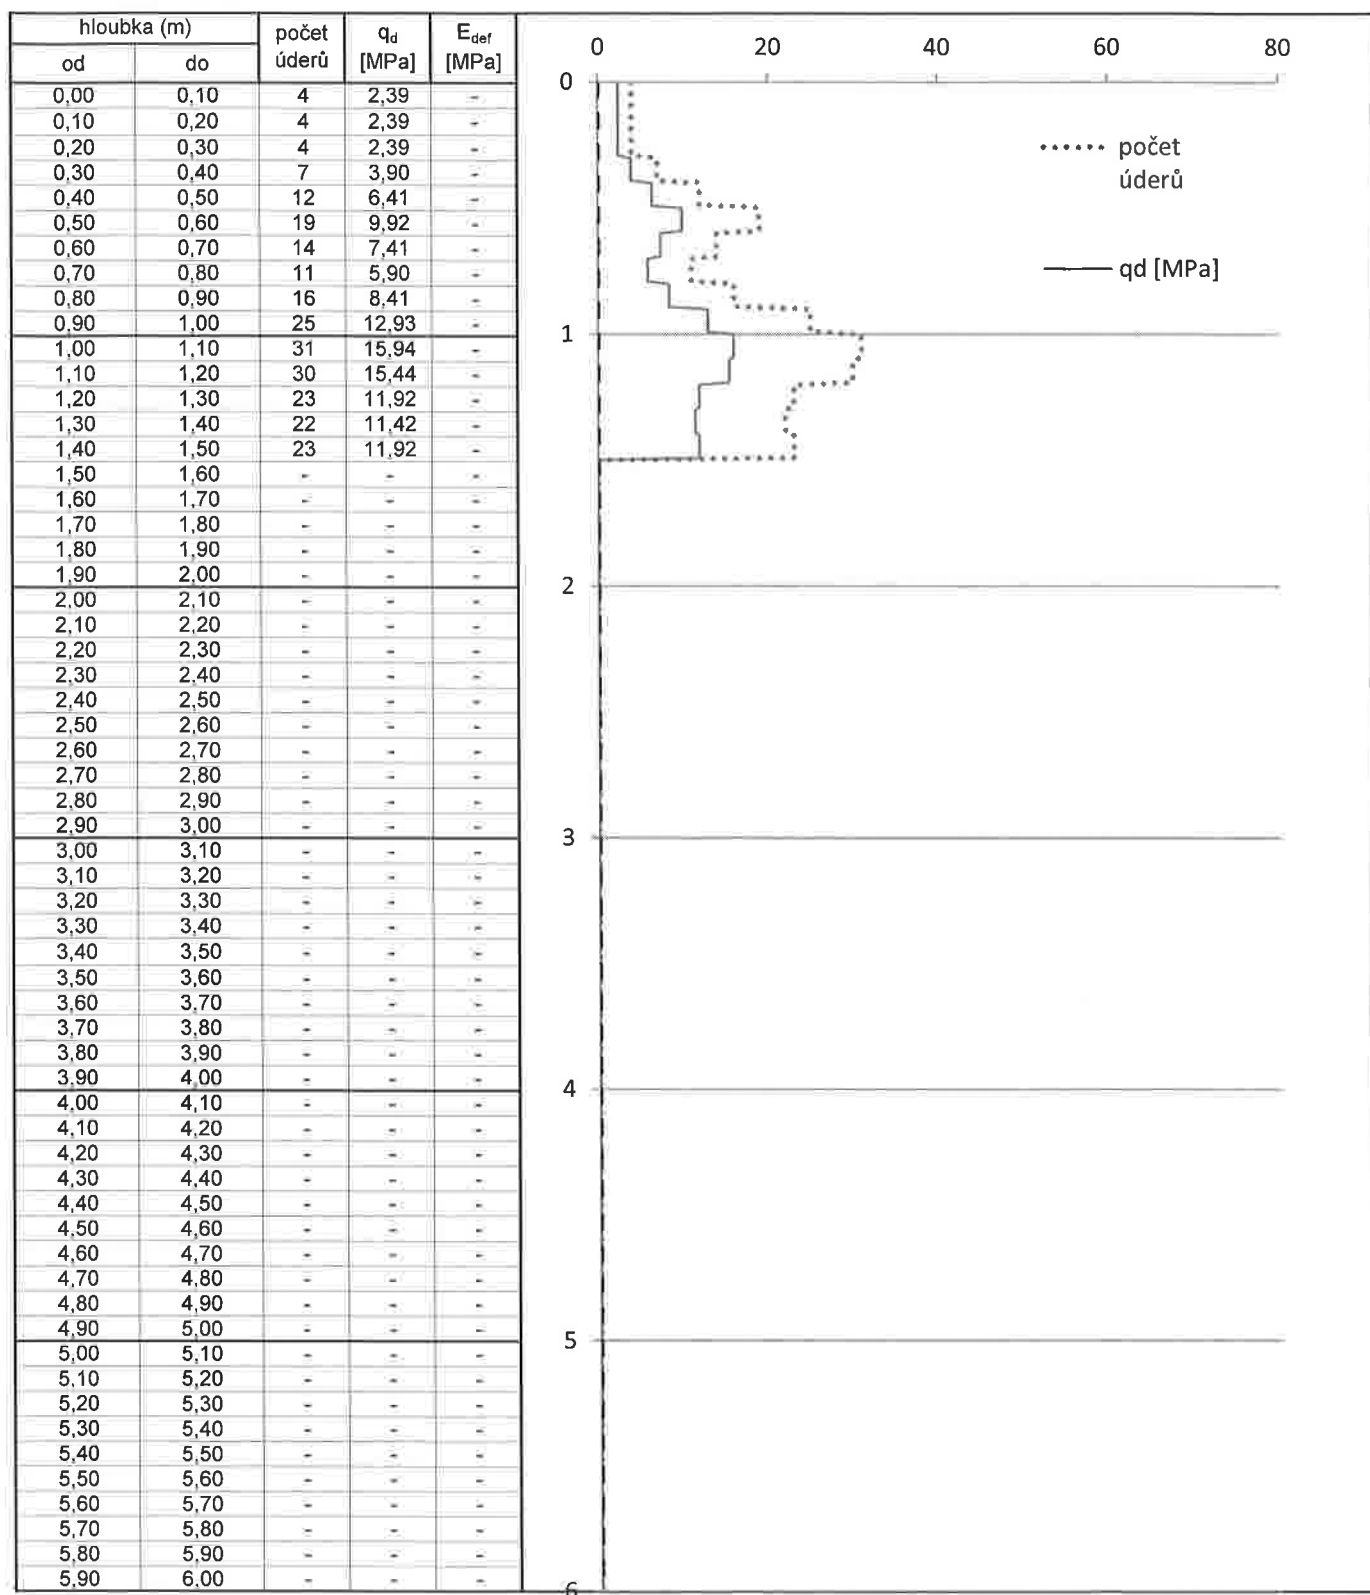 hloubka (m) počet úderů qd [MPa] Edef [MPa]
od do
0,00 0,10 4 2,39 -
0,10 0,20 4 2,39 -
0,20 0,30 4 2,39 -
0,30 0,40 7 3,90 -
0,40 0,50 12 6,41 -
0,50 0,60 19 9,92 -
0,60 0,70 14 7,41 -
0,70 0,80 11 5,90 -
0,80 0,90 16 8,41 -
0,90 1,00 25 12,93 -
1,00 1,10 31 15,94 -
1,10 1,20 30 15,44 -
1,20 1,30 23 11,92 -
1,30 1,40 22 11,42 -
1,40 1,50 23 11,92 -
1,50 1,60 - - -
1,60 1,70 - - -
1,70 1,80 - - -
1,80 1,90 - - -
1,90 2,00 - - -
2,00 2,10 - - -
2,10 2,20 - - -
2,20 2,30 - - -
2,30 2,40 - - -
2,40 2,50 - - -
2,50 2,60 - - -
2,60 2,70 - - -
2,70 2,80 - - -
2,80 2,90 - - -
2,90 3,00 - - -
3,00 3,10 - - -
3,10 3,20 - - -
3,20 3,30 - - -
3,30 3,40 - - -
3,40 3,50 - - -
3,50 3,60 - - -
3,60 3,70 - - -
3,70 3,80 - - -
3,80 3,90 - - -
3,90 4,00 - - -
4,00 4,10 - - -
4,10 4,20 - - -
4,20 4,30 - - -
4,30 4,40 - - -
4,40 4,50 - - -
4,50 4,60 - - -
4,60 4,70 - - -
4,70 4,80 - - -
4,80 4,90 - - -
4,90 5,00 - - -
5,00 5,10 - - -
5,10 5,20 - - -
5,20 5,30 - - -
5,30 5,40 - - -
5,40 5,50 - - -
5,50 5,60 - - -
5,60 5,70 - - -
5,70 5,80 - - -
5,80 5,90 - - -
5,90 6,00 - - -
0 20 40 60 80
0
1
2
3
4
5
6
počet
úderů
qd [MPa]